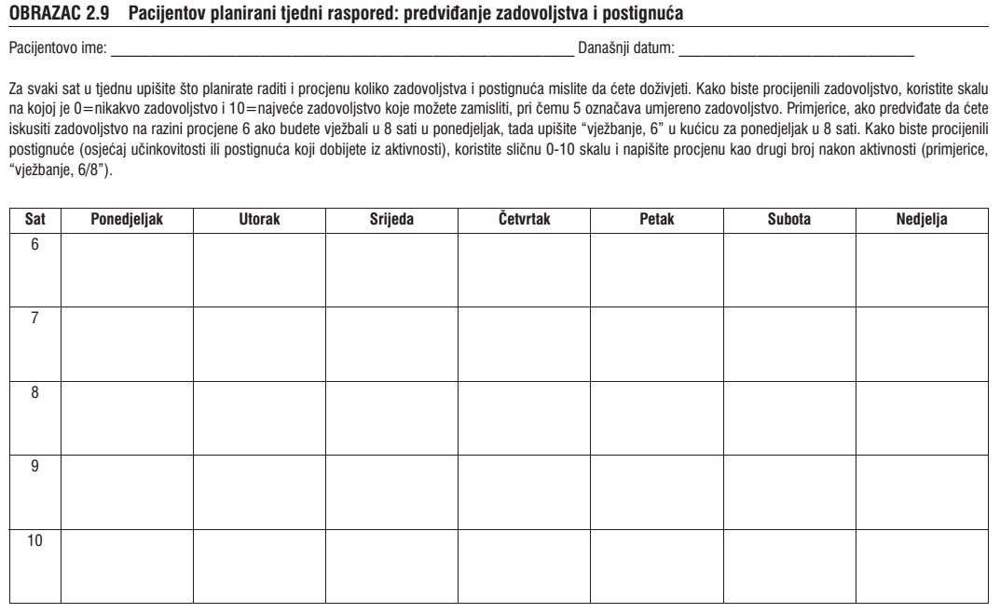 OBRAZAC 2.9 Pacijentov planirani tjedni raspored: predviđanje zadovoljstva i postignuća
Pacijentovo ime: ____________________________________________________________ Današnji datum: ______________________________
Za svaki sat u tjednu upišite što planirate raditi i procjenu koliko zadovoljstva i postignuća mislite da ćete doživjeti. Kako biste procijenili zadovoljstvo, koristite skalu
na kojoj je 0=nikakvo zadovoljstvo i 10=najveće zadovoljstvo koje možete zamisliti, pri čemu 5 označava umjereno zadovoljstvo. Primjerice, ako predviđate da ćete
iskusiti zadovoljstvo na razini procjene 6 ako budete vježbali u 8 sati u ponedjeljak, tada upišite “vježbanje, 6” u kućicu za ponedjeljak u 8 sati. Kako biste procijenili
postignuće (osjećaj učinkovitosti ili postignuća koji dobijete iz aktivnosti), koristite sličnu 0-10 skalu i napišite procjenu kao drugi broj nakon aktivnosti (primjerice,
“vježbanje, 6/8”).
Sat Ponedjeljak Utorak Srijeda Četvrtak Petak Subota Nedjelja
6
7
8
9
10